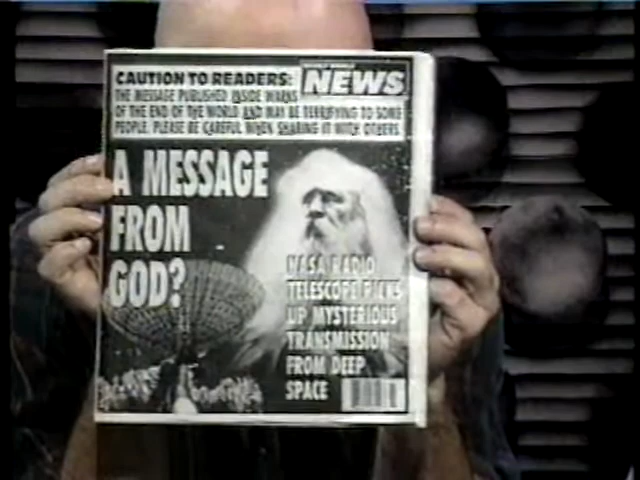 CAUTION TO READERS:
THE MESSAGE PUBLISHED INSIDE WARNS
OF THE END OF THE WORLD AND MAY BE TERRIFYING TO SOME
PEOPLE. PLEASE BE CAREFUL WHEN SHARING IT WITH OTHERS.
NEWS
A MESSAGE
FROM
GOD?
NASA RADIO
TELESCOPE PICKS
UP MYSTERIOUS
TRANSMISSION
FROM DEEP
SPACE